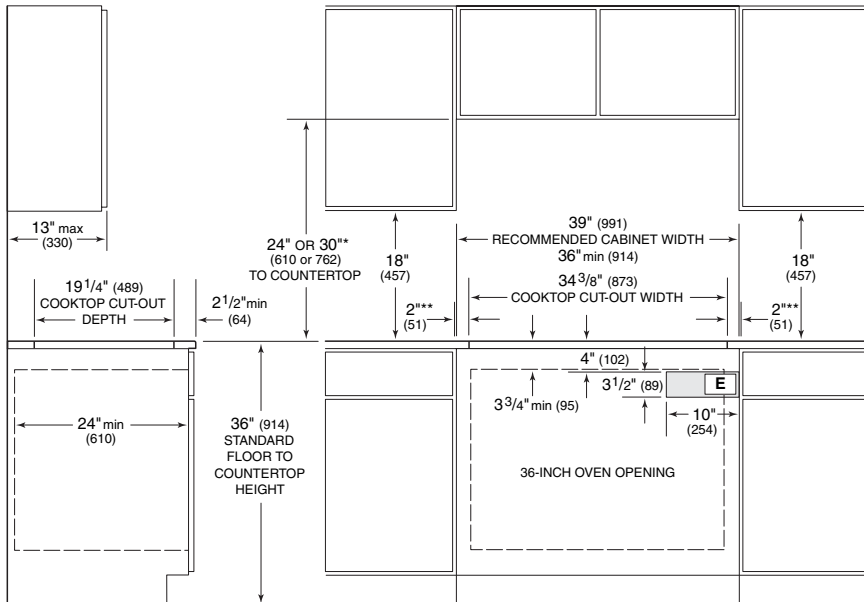 13" max
(330)
19 1/4" (489)
COOKTOP CUT-OUT
DEPTH
2 1/2" min
(64)
24" OR 30"*
(610 or 762)
TO COUNTERTOP
18"
(457)
39" (991)
RECOMMENDED CABINET WIDTH
36" min (914)
34 3/8" (873)
COOKTOP CUT-OUT WIDTH
18"
(457)
2"**
(51)
2"**
(51)
4" (102)
3 1/2" (89)
E
3 3/4" min (95)
10"
(254)
24" min
(610)
36" (914)
STANDARD
FLOOR TO
COUNTERTOP
HEIGHT
36-INCH OVEN OPENING